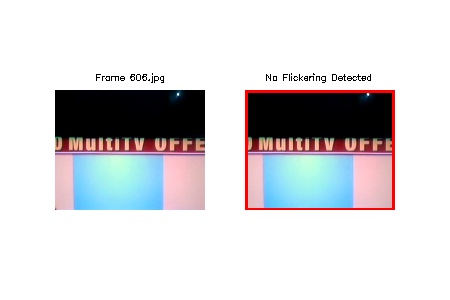 Frame 606.jpg
No Flickering Detected
D MultiTV OFFE
D MultiTV OFFE